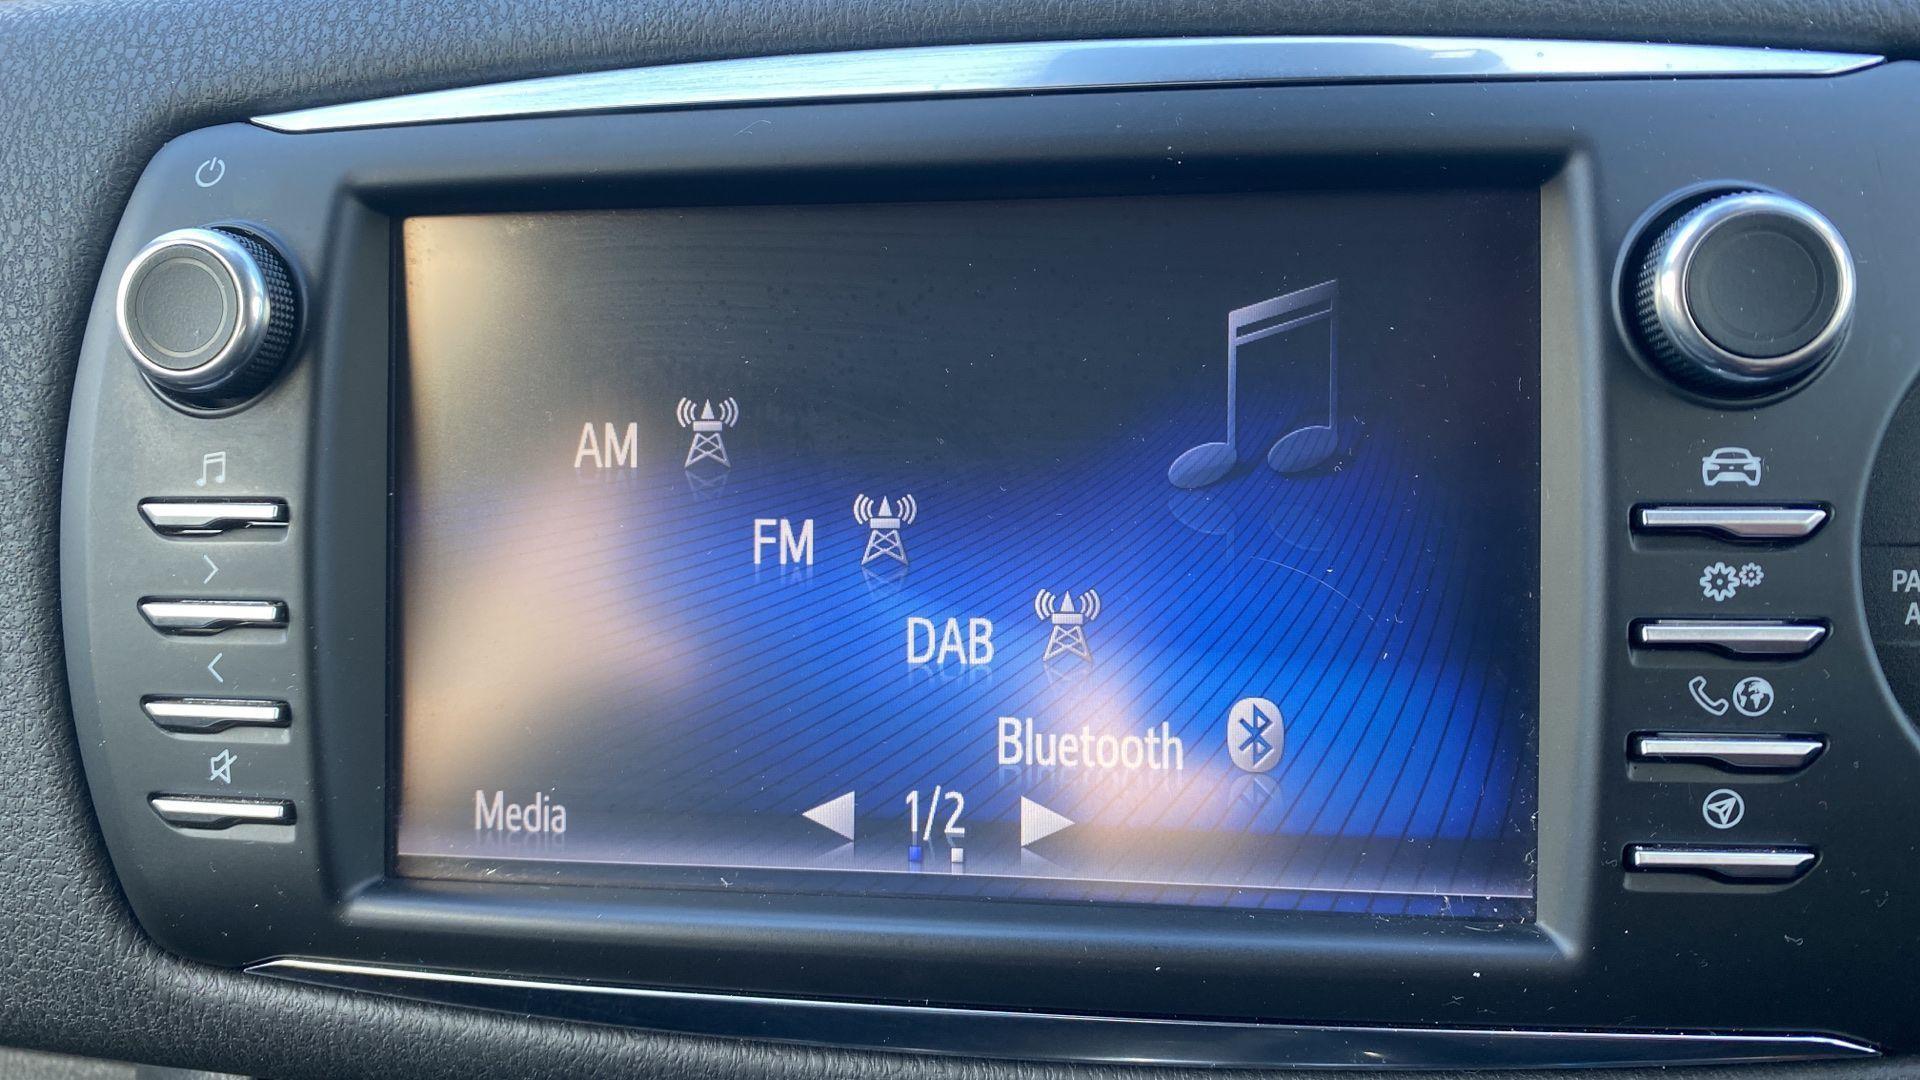 AM
FM
DAB
Bluetooth
Media
1/2